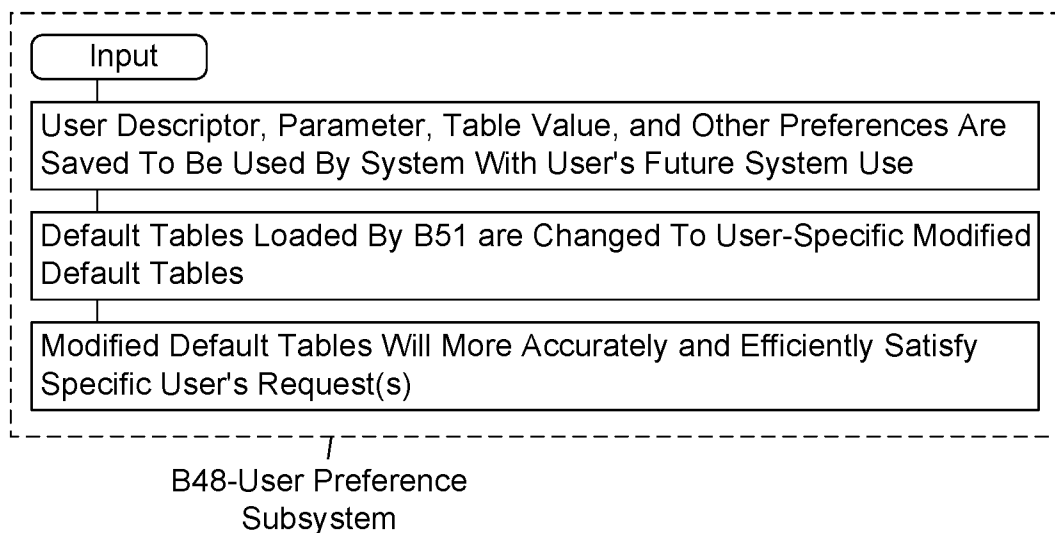 Input
User Descriptor, Parameter, Table Value, and Other Preferences Are
Saved To Be Used By System With User's Future System Use
Default Tables Loaded By B51 are Changed To User-Specific Modified
Default Tables
Modified Default Tables Will More Accurately and Efficiently Satisfy
Specific User's Request(s)
B48-User Preference
Subsystem